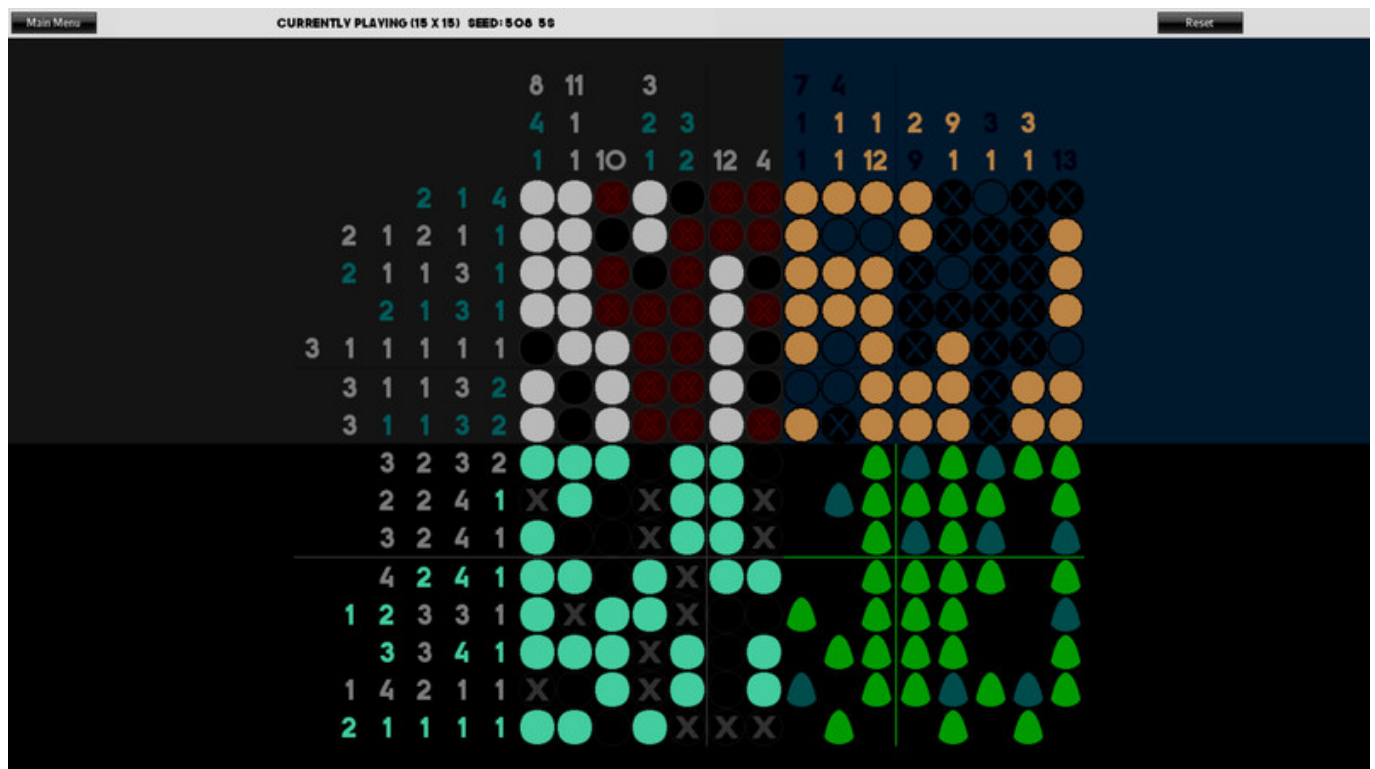 Main Menu CURRENTLY PLAYING (15 X 15) SEED: 508 5S Reset
8 11 3 7 4
4 1 2 3 1 1 1 2 9 3 3
1 1 10 1 2 12 4 1 1 12 9 1 1 1 13
2 1 4
2 1 2 1 1
2 1 1 3 1
2 1 3 1
3 1 1 1 1 1
3 1 1 3 2
3 1 1 3 2
3 2 3 2
2 2 4 1
3 2 4 1
4 2 4 1
1 2 3 3 1
3 3 4 1
1 4 2 1 1
2 1 1 1 1